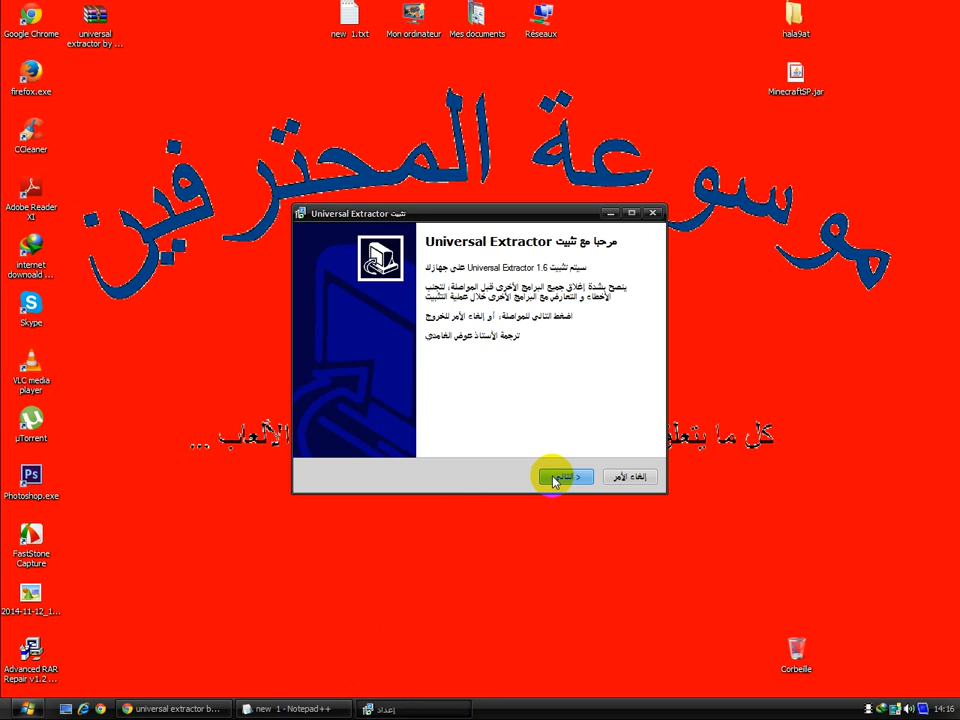 Google Chrome
universal
extractor by ...
new 1.txt
Mon ordinateur
Mes documents
Réseaux
hala9at
firefox.exe
MinecraftSP.jar
CCleaner
Adobe Reader
XI
internet
downoald ...
Skype
VLC media
player
µTorrent
Photoshop.exe
FastStone
Capture
2014-11-12_1...
Advanced RAR
Repair v1.2 ...
Corbeille
موسوعة المحترفين
كل ما يتعلق الألعاب ...
تثبيت Universal Extractor
مرحبا مع تثبيت Universal Extractor
سيتم تثبيت Universal Extractor 1.6 على جهازك
ينصح بشدة إغلاق جميع البرامج الأخرى قبل المواصلة، لتجنب
الأخطاء و التعارض مع البرامج الأخرى خلال عملية التثبيت
اضغط التالي للمواصلة، أو إلغاء الأمر للخروج
ترجمة الأستاذ عوض الغامدي
التالي >
إلغاء الأمر
universal extractor b...
new 1 - Notepad++
إعداد
14:16